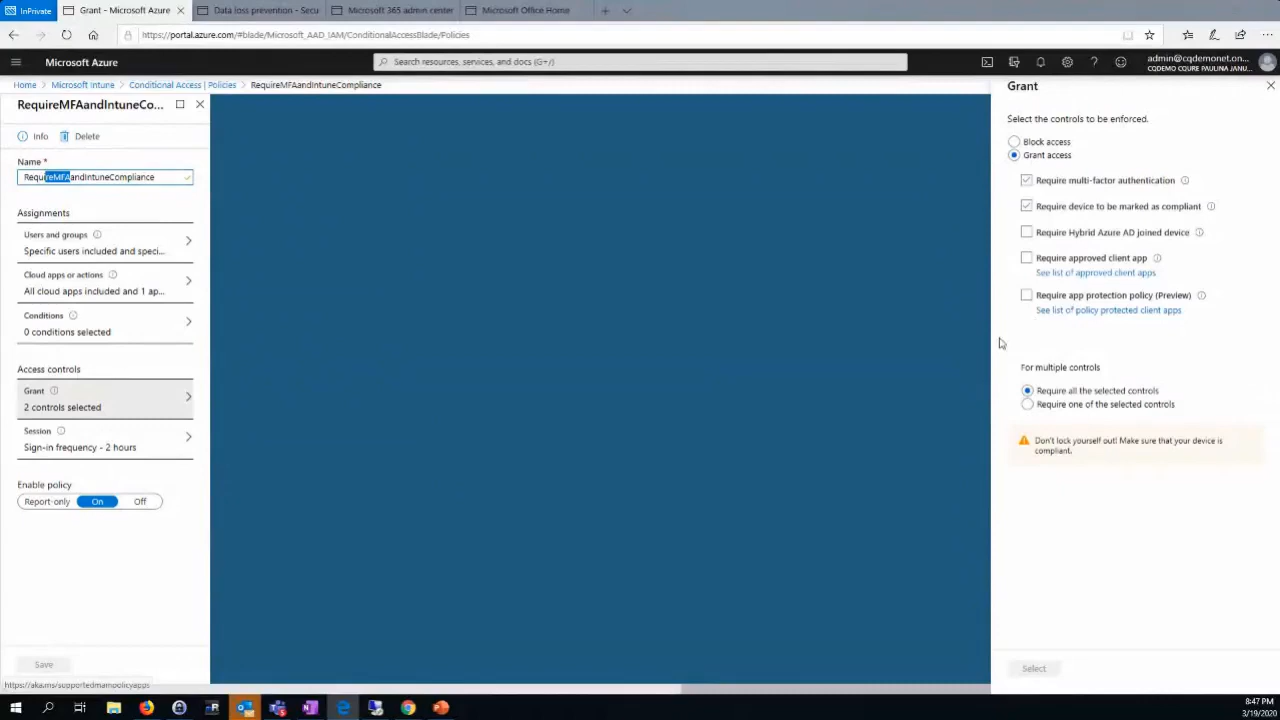 InPrivate
Grant - Microsoft Azure
Data loss prevention - Secu
Microsoft 365 admin center
Microsoft Office Home
https://portal.azure.com/#blade/Microsoft_AAD_IAM/ConditionalAccessBlade/Policies
Microsoft Azure
Search resources, services, and docs (G+/)
admin@cqdemonet.on...
CQDEMO CQURE PAULINA JANU...
Home > Microsoft Intune > Conditional Access | Policies > RequireMFAandIntuneCompliance
RequireMFAandIntuneCo...
Info
Delete
Name *
RequireMFAandIntuneCompliance
Assignments
Users and groups
Specific users included and speci...
Cloud apps or actions
All cloud apps included and 1 ap...
Conditions
0 conditions selected
Access controls
Grant
2 controls selected
Session
Sign-in frequency - 2 hours
Enable policy
Report-only
On
Off
Save
https://aka.ms/supportedmampolicyapps
Grant
Select the controls to be enforced.
Block access
Grant access
Require multi-factor authentication
Require device to be marked as compliant
Require Hybrid Azure AD joined device
Require approved client app
See list of approved client apps
Require app protection policy (Preview)
See list of policy protected client apps
For multiple controls
Require all the selected controls
Require one of the selected controls
Don't lock yourself out! Make sure that your device is
compliant.
Select
8:47 PM
3/19/2020